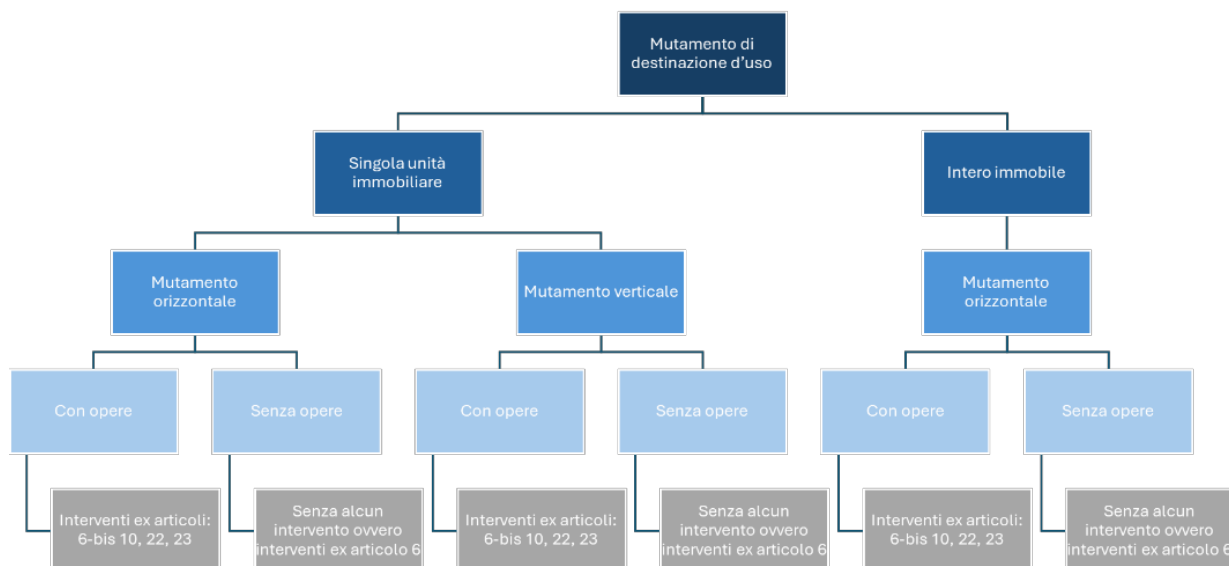 Mutamento di
destinazione d'uso
Singola unità
immobiliare
Intero immobile
Mutamento
orizzontale
Mutamento verticale
Mutamento
orizzontale
Con opere
Senza opere
Con opere
Senza opere
Con opere
Senza opere
Interventi ex articoli:
6-bis 10, 22, 23
Senza alcun
intervento ovvero
interventi ex articolo 6
Interventi ex articoli:
6-bis 10, 22, 23
Senza alcun
intervento ovvero
interventi ex articolo 6
Interventi ex articoli:
6-bis 10, 22, 23
Senza alcun
intervento ovvero
interventi ex articolo 6